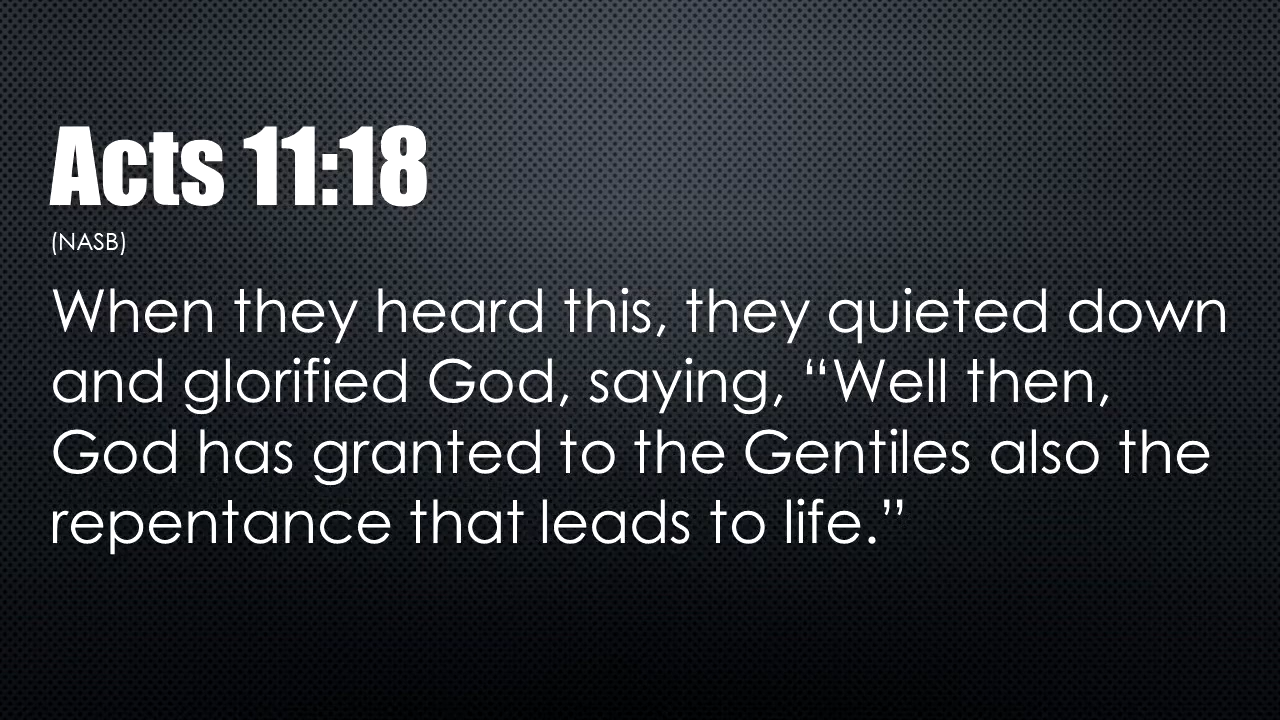 Acts 11:18
(NASB)
When they heard this, they quieted down
and glorified God, saying, “Well then,
God has granted to the Gentiles also the
repentance that leads to life.”